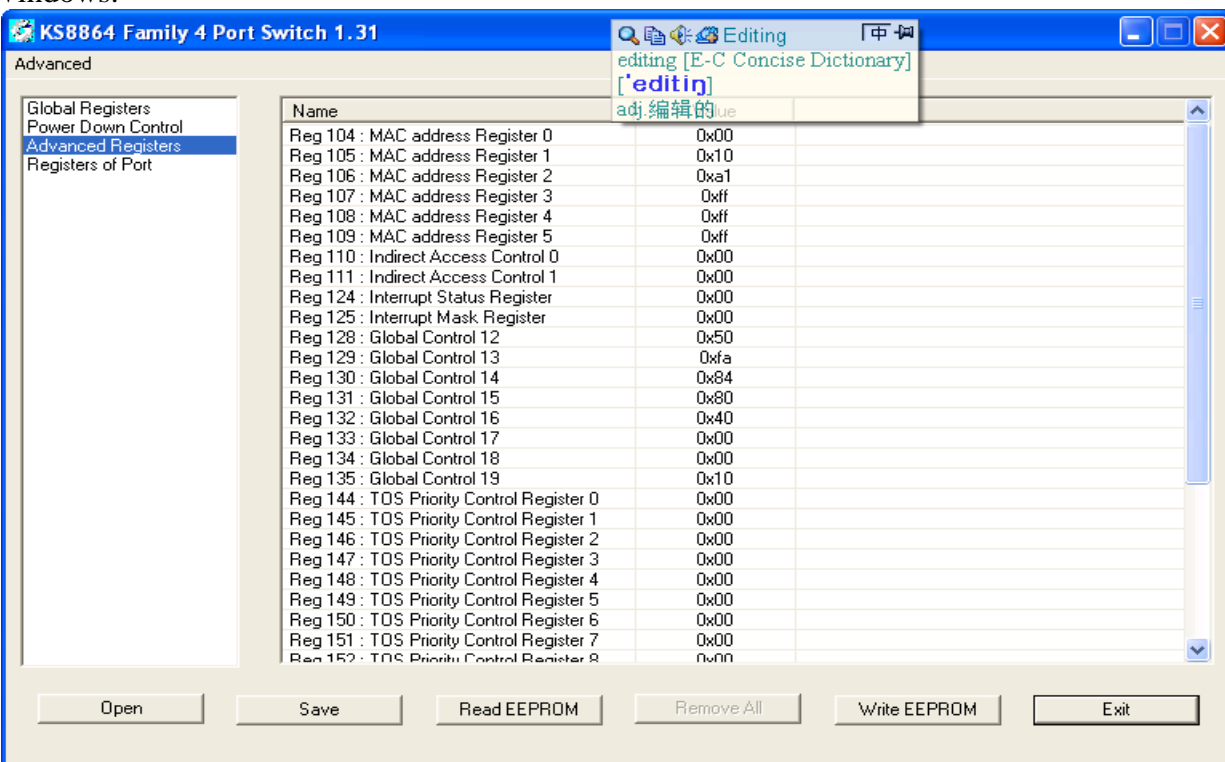 windows.
KS8864 Family 4 Port Switch 1.31
Editing 中
Advanced
editing [E-C Concise Dictionary]
['editiŋ]
adj.编辑的
Global Registers
Power Down Control
Advanced Registers
Registers of Port
Name lue
Reg 104 : MAC address Register 0 0x00
Reg 105 : MAC address Register 1 0x10
Reg 106 : MAC address Register 2 0xa1
Reg 107 : MAC address Register 3 0xff
Reg 108 : MAC address Register 4 0xff
Reg 109 : MAC address Register 5 0xff
Reg 110 : Indirect Access Control 0 0x00
Reg 111 : Indirect Access Control 1 0x00
Reg 124 : Interrupt Status Register 0x00
Reg 125 : Interrupt Mask Register 0x00
Reg 128 : Global Control 12 0x50
Reg 129 : Global Control 13 0xfa
Reg 130 : Global Control 14 0x84
Reg 131 : Global Control 15 0x80
Reg 132 : Global Control 16 0x40
Reg 133 : Global Control 17 0x00
Reg 134 : Global Control 18 0x00
Reg 135 : Global Control 19 0x10
Reg 144 : TOS Priority Control Register 0 0x00
Reg 145 : TOS Priority Control Register 1 0x00
Reg 146 : TOS Priority Control Register 2 0x00
Reg 147 : TOS Priority Control Register 3 0x00
Reg 148 : TOS Priority Control Register 4 0x00
Reg 149 : TOS Priority Control Register 5 0x00
Reg 150 : TOS Priority Control Register 6 0x00
Reg 151 : TOS Priority Control Register 7 0x00
Reg 152 : TOS Priority Control Register 8 0x00
Open Save Read EEPROM Remove All Write EEPROM Exit